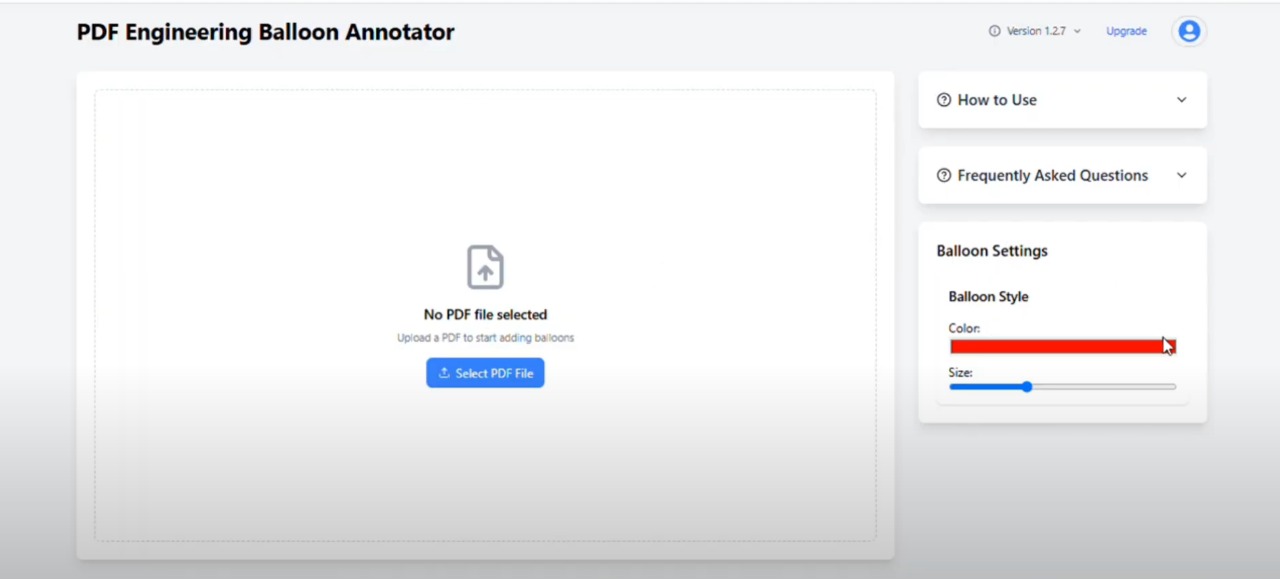 PDF Engineering Balloon Annotator
Version 1.2.7
Upgrade
No PDF file selected
Upload a PDF to start adding balloons
Select PDF File
How to Use
Frequently Asked Questions
Balloon Settings
Balloon Style
Color:
Size: